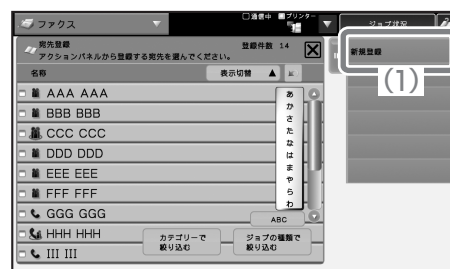 ファクス
通信中
プリンター
ジョブ状況
宛先登録
アクションパネルから登録する宛先を選んでください。
登録件数 14
新規登録
(1)
名称
表示切替
AAA AAA
BBB BBB
CCC CCC
DDD DDD
EEE EEE
FFF FFF
GGG GGG
HHH HHH
III III
あ
か
さ
た
な
は
ま
や
ら
わ
ABC
カテゴリーで
絞り込む
ジョブの種類で
絞り込む